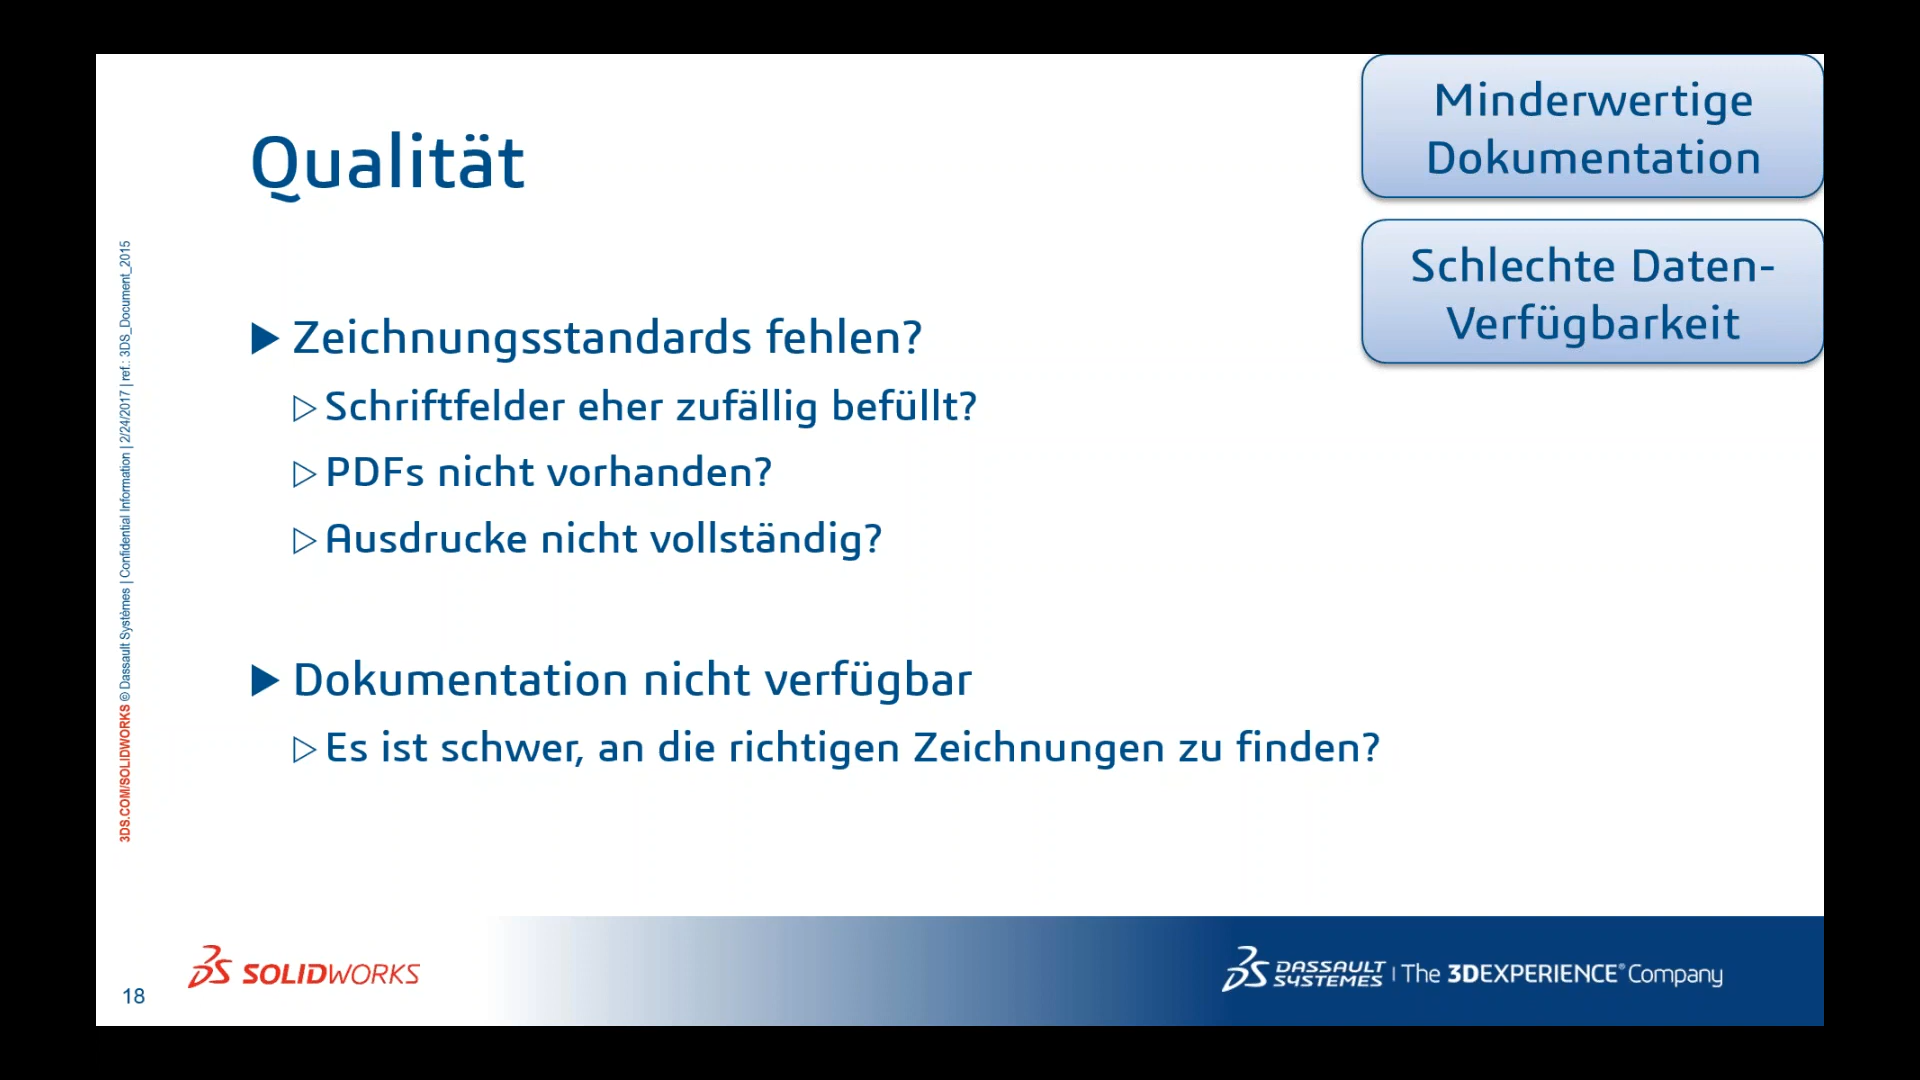 Qualität
Minderwertige
Dokumentation
Schlechte Daten-
Verfügbarkeit
Zeichnungsstandards fehlen?
Schriftfelder eher zufällig befüllt?
PDFs nicht vorhanden?
Ausdrucke nicht vollständig?
Dokumentation nicht verfügbar
Es ist schwer, an die richtigen Zeichnungen zu finden?
3DS.COM/SOLIDWORKS © Dassault Systèmes | Confidential Information | 2/24/2017 | ref.: 3DS_Document_2015
18
SOLIDWORKS
DASSAULT SYSTEMES | The 3DEXPERIENCE® Company